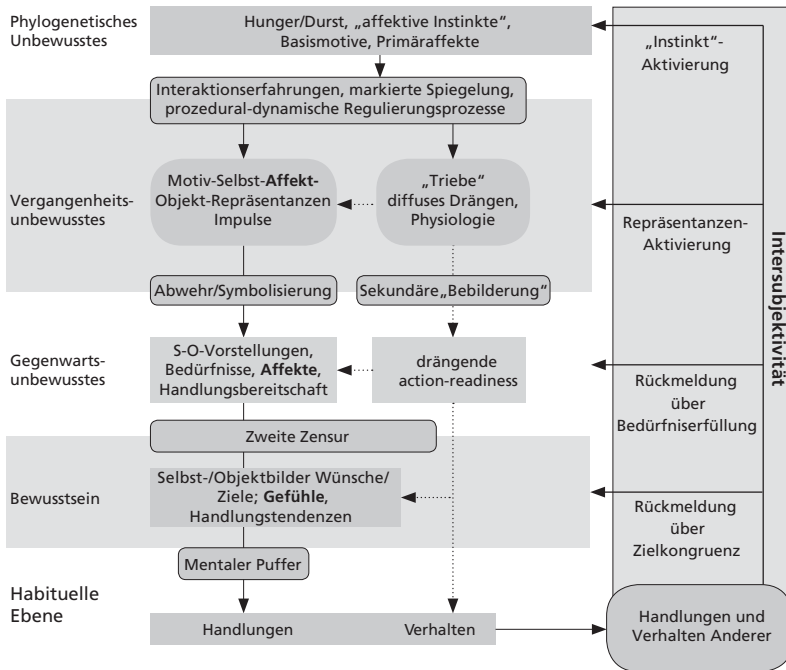 Phylogenetisches
Unbewusstes
Hunger/Durst, „affektive Instinkte“,
Basismotive, Primäraffekte
„Instinkt“-
Aktivierung
Interaktionserfahrungen, markierte Spiegelung,
prozedural-dynamische Regulierungsprozesse
Vergangenheits-
unbewusstes
Motiv-Selbst-Affekt-
Objekt-Repräsentanzen
Impulse
„Triebe“
diffuses Drängen,
Physiologie
Repräsentanzen-
Aktivierung
Intersubjektivität
Abwehr/Symbolisierung
Sekundäre „Bebilderung“
Gegenwarts-
unbewusstes
S-O-Vorstellungen,
Bedürfnisse, Affekte,
Handlungsbereitschaft
drängende
action-readiness
Rückmeldung
über
Bedürfniserfüllung
Zweite Zensur
Bewusstsein
Selbst-/Objektbilder Wünsche/
Ziele; Gefühle,
Handlungstendenzen
Rückmeldung
über
Zielkongruenz
Mentaler Puffer
Habituelle
Ebene
Handlungen
Verhalten
Handlungen und
Verhalten Anderer